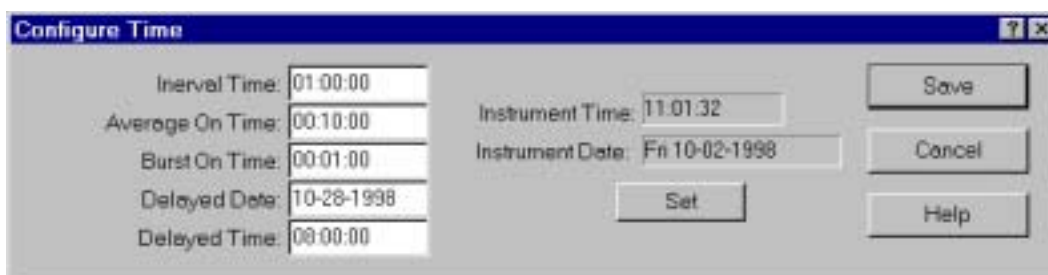 Configure Time
Inerval Time: 01:00:00
Average On Time: 00:10:00
Burst On Time: 00:01:00
Delayed Date: 10-28-1998
Delayed Time: 08:00:00
Instrument Time: 11:01:32
Instrument Date: Fri 10-02-1998
Set
Save
Cancel
Help